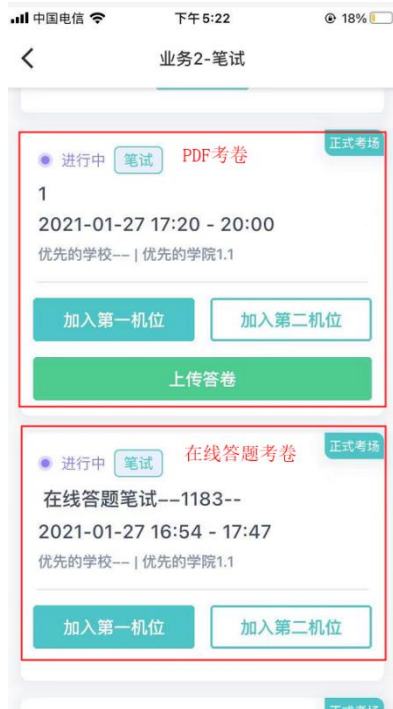 中国电信 下午5:22 18%
业务2-笔试
正式考场
进行中 笔试 PDF考卷
1
2021-01-27 17:20 - 20:00
优先的学校-- | 优先的学院1.1
加入第一机位 加入第二机位
上传答卷
正式考场
进行中 笔试 在线答题考卷
在线答题笔试--1183--
2021-01-27 16:54 - 17:47
优先的学校-- | 优先的学院1.1
加入第一机位 加入第二机位